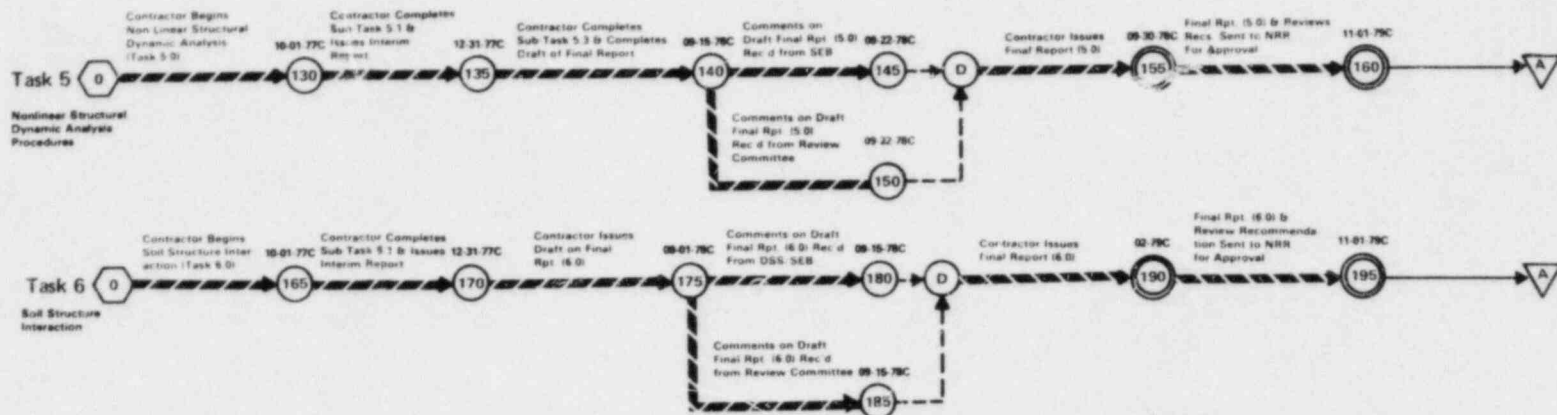 Contractor Begins
Non Linear Structural
Dynamic Analysis
(Task 5.0)
10-01-77C
Contractor Completes
Sub Task 5.1 &
Issues Interim
12-31-77C
Contractor Completes
Sub Task 5.3 & Completes
Draft of Final Report
Comments on
Draft Final Rpt. (5.0)
Rec'd from SEB
Contractor Issues
Final Report (5.0)
09-30-78C
Final Rpt. (5.0) & Reviews
Recs. Sent to NRR
For Approval
11-01-79C
Task 5
0
130
135
140
145
D
155
160
A
Nonlinear Structural
Dynamic Analysis
Procedures
Comments on Draft
Final Rpt. (5.0)
Rec'd from Review
Committee
09-22-78C
150
Contractor Begins
Soil Structure Inter
action (Task 6.0)
10-01-77C
Contractor Completes
Sub Task 5.1 & Issues
Interim Report
12-31-77C
Contractor Issues
Draft on Final
Rpt. (6.0)
Comments on Draft
Final Rpt. (6.0) Rec'd
From DSS/SEB
09-15-78C
Contractor Issues
Final Report (6.0)
02-79C
Final Rpt. (6.0) &
Review Recommenda
tion Sent to NRR
for Approval
11-01-79C
Task 6
0
165
170
175
180
D
190
195
A
Soil Structure
Interaction
Comments on Draft
Final Rpt. (6.0) Rec'd
from Review Committee
09-15-78C
185